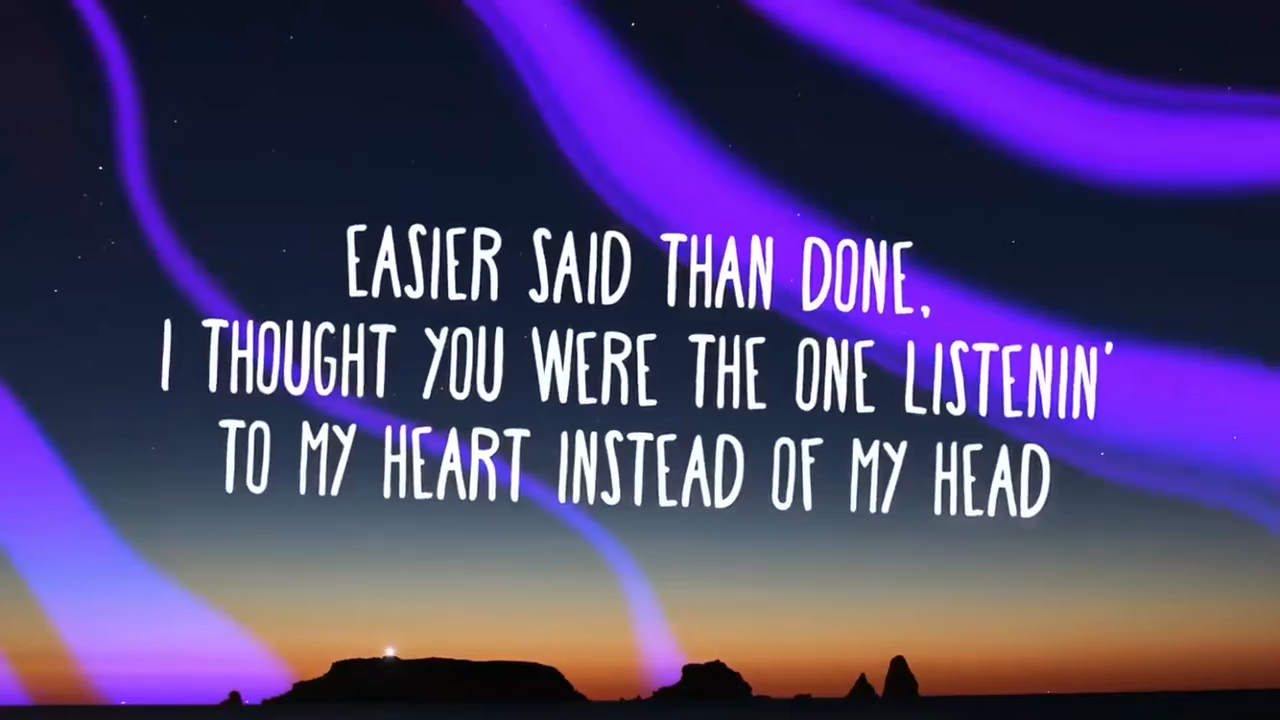 EASIER SAID THAN DONE,
I THOUGHT YOU WERE THE ONE LISTENIN'
TO MY HEART INSTEAD OF MY HEAD